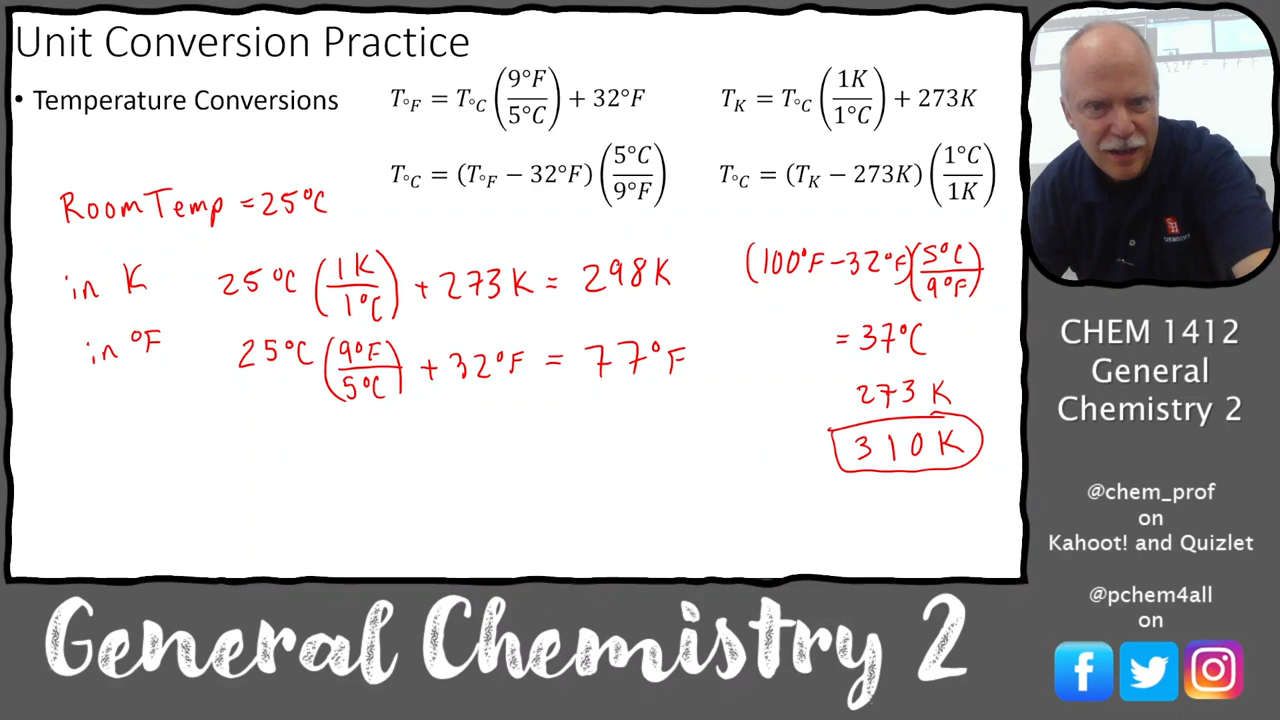 Unit Conversion Practice
• Temperature Conversions
T°F = T°C (9°F/5°C) + 32°F
TK = T°C (1K/1°C) + 273K
T°C = (T°F − 32°F) (5°C/9°F)
T°C = (TK − 273K) (1°C/1K)
Room Temp = 25°C
in K 25°C (1K/1°C) + 273K = 298K
in °F 25°C (9°F/5°C) + 32°F = 77°F
(100°F − 32°F)(5°C/9°F)
= 37°C
273 K
310 K
CHEM 1412
General
Chemistry 2
@chem_prof
on
Kahoot! and Quizlet
@pchem4all
on
General Chemistry 2